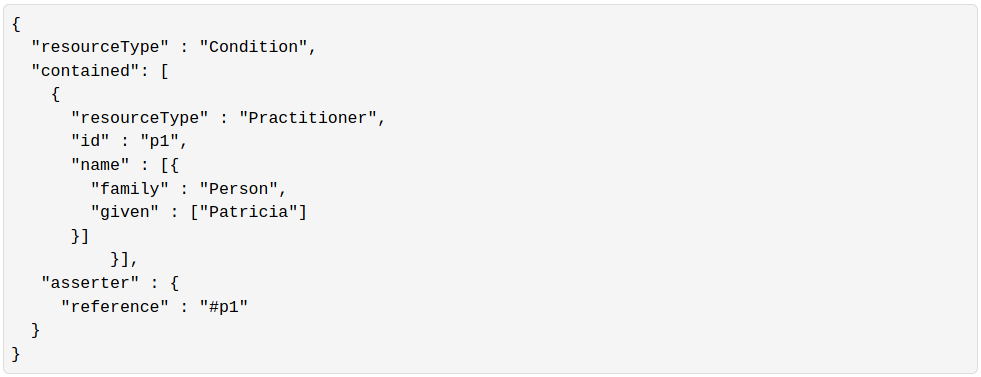 {
  "resourceType" : "Condition",
  "contained": [
    {
      "resourceType" : "Practitioner",
      "id" : "p1",
      "name" : [{
        "family" : "Person",
        "given" : ["Patricia"]
      }]
          }],
   "asserter" : {
     "reference" : "#p1"
  }
}